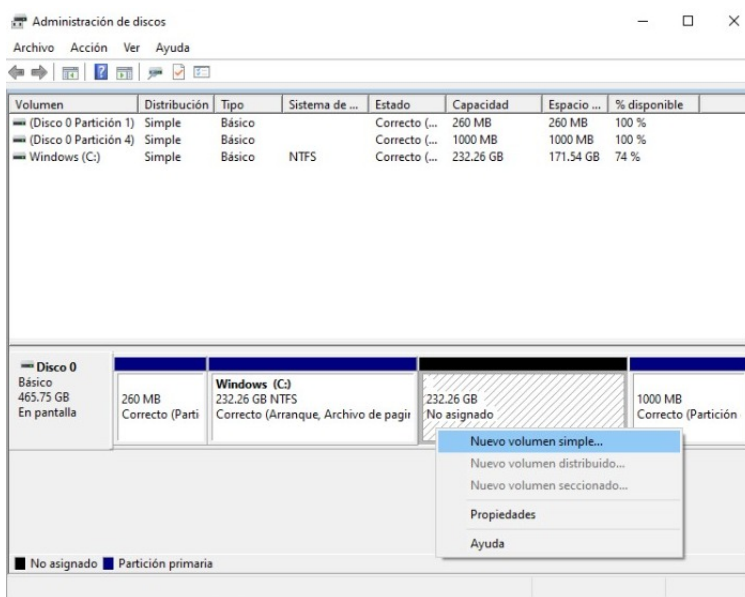 Administración de discos
Archivo Acción Ver Ayuda
Volumen Distribución Tipo Sistema de ... Estado Capacidad Espacio ... % disponible
(Disco 0 Partición 1) Simple Básico Correcto (... 260 MB 260 MB 100 %
(Disco 0 Partición 4) Simple Básico Correcto (... 1000 MB 1000 MB 100 %
Windows (C:) Simple Básico NTFS Correcto (... 232.26 GB 171.54 GB 74 %
Disco 0
Básico
465.75 GB
En pantalla
260 MB
Correcto (Parti
Windows (C:)
232.26 GB NTFS
Correcto (Arranque, Archivo de pagir
232.26 GB
No asignado
1000 MB
Correcto (Partición
Nuevo volumen simple...
Nuevo volumen distribuido...
Nuevo volumen seccionado...
Propiedades
Ayuda
No asignado Partición primaria